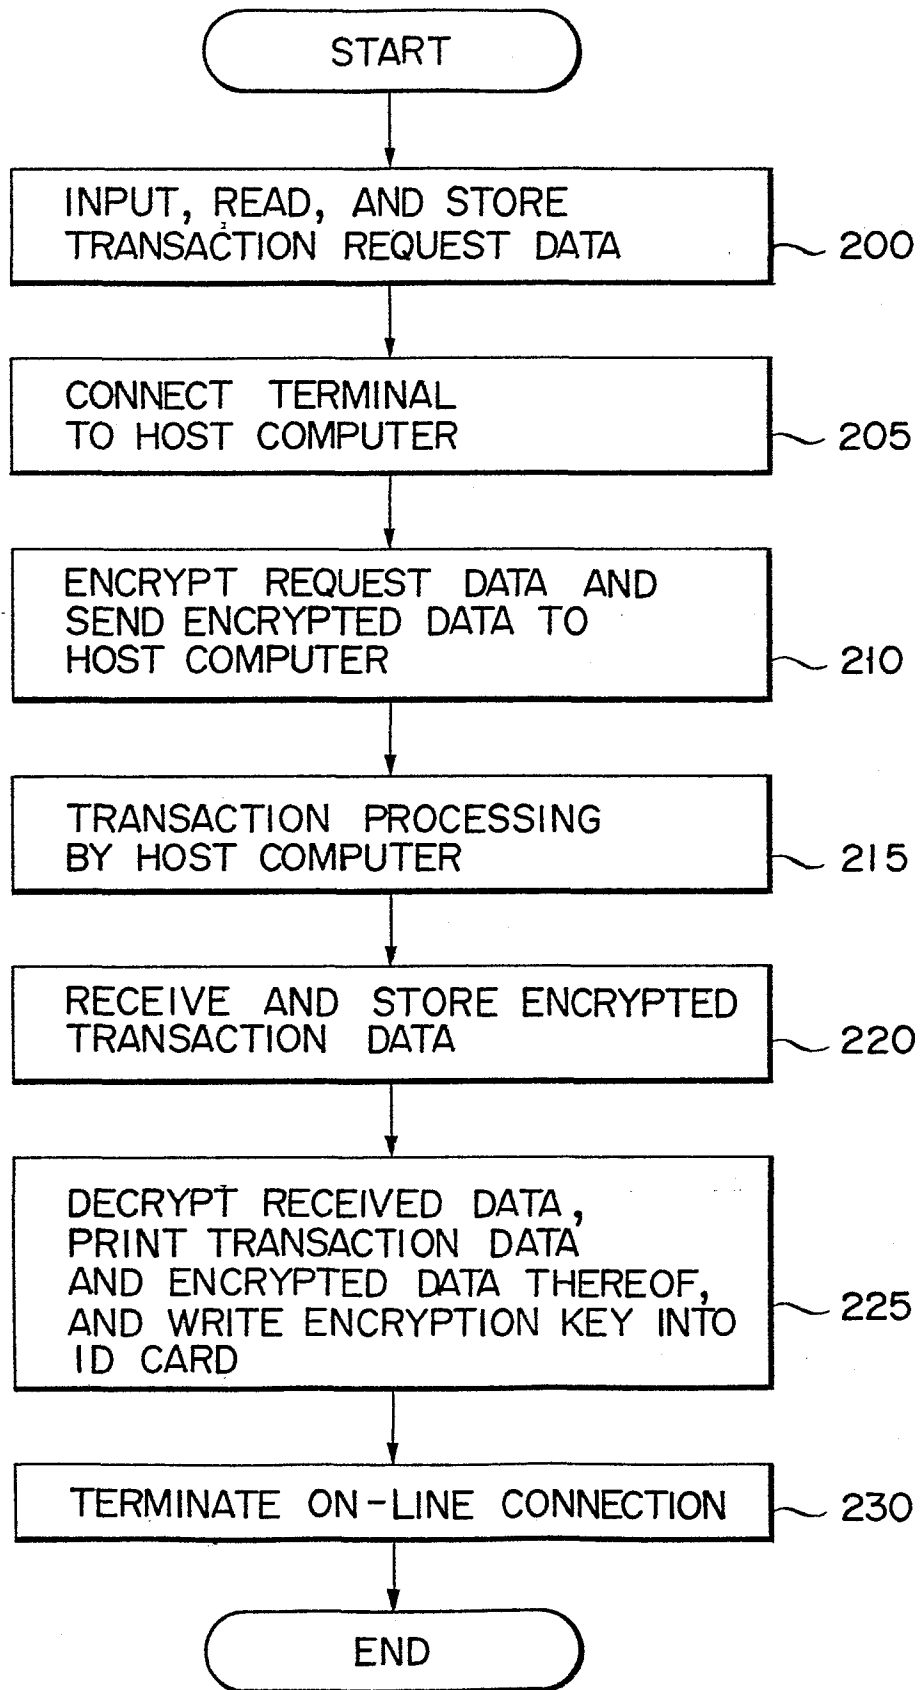 START
INPUT, READ, AND STORE
TRANSACTION REQUEST DATA
200
CONNECT TERMINAL
TO HOST COMPUTER
205
ENCRYPT REQUEST DATA AND
SEND ENCRYPTED DATA TO
HOST COMPUTER
210
TRANSACTION PROCESSING
BY HOST COMPUTER
215
RECEIVE AND STORE ENCRYPTED
TRANSACTION DATA
220
DECRYPT RECEIVED DATA,
PRINT TRANSACTION DATA
AND ENCRYPTED DATA THEREOF,
AND WRITE ENCRYPTION KEY INTO
ID CARD
225
TERMINATE ON-LINE CONNECTION
230
END